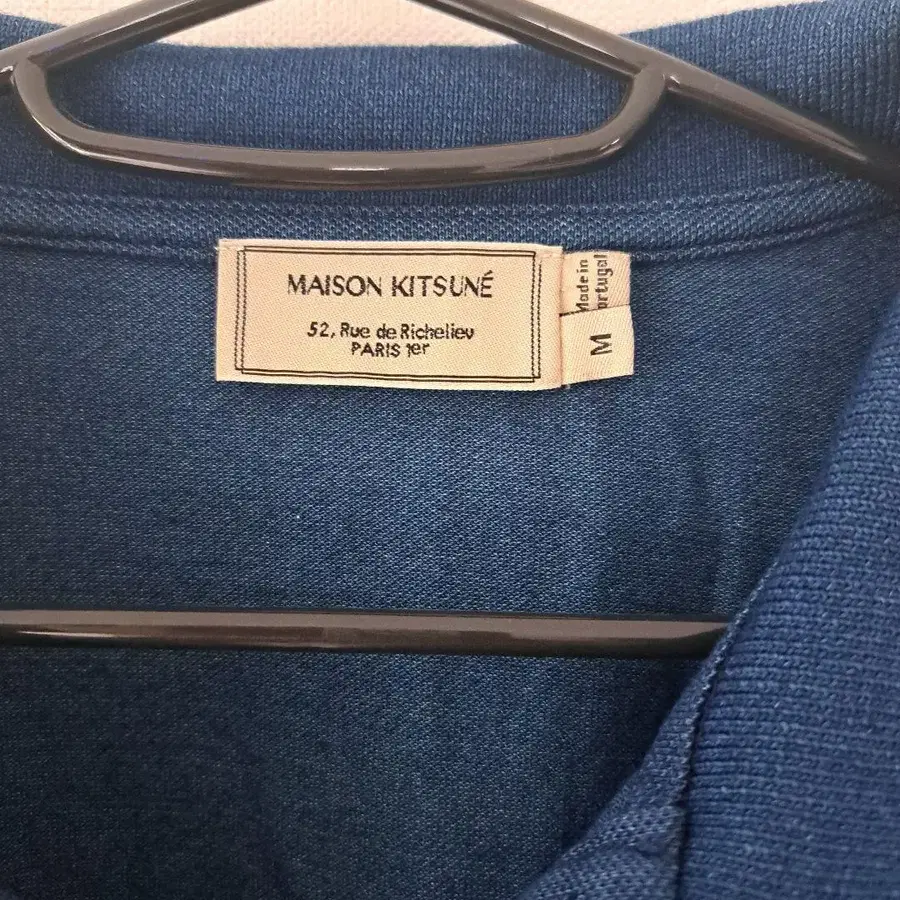 MAISON KITSUNÉ
52, Rue de Richelieu
PARIS 1er
Made in
Portugal
M